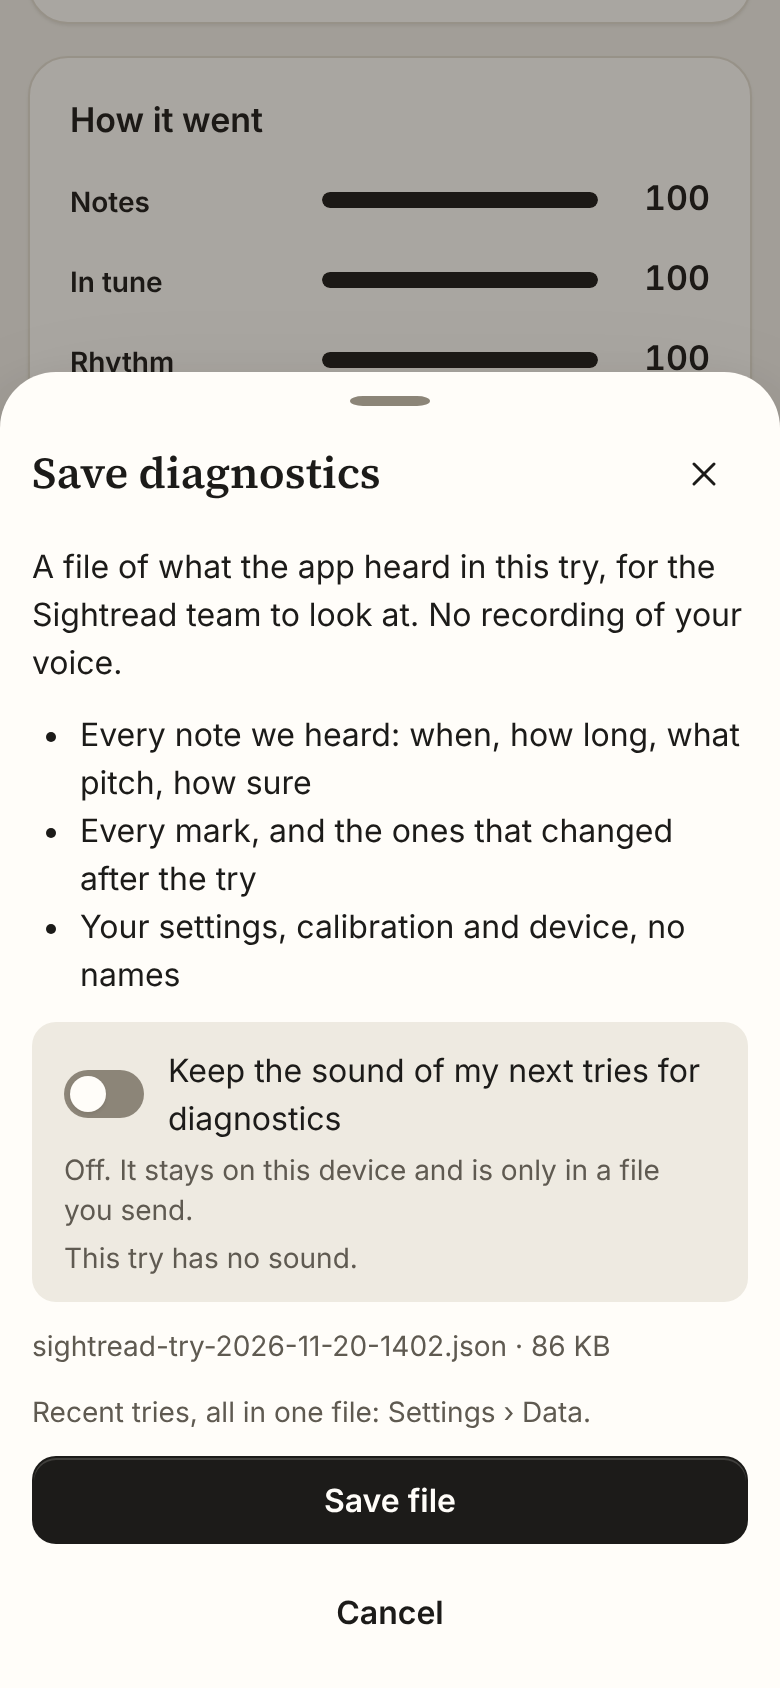 How it went
Notes 100
In tune 100
Rhythm 100
Save diagnostics
A file of what the app heard in this try, for the
Sightread team to look at. No recording of your
voice.
• Every note we heard: when, how long, what
pitch, how sure
• Every mark, and the ones that changed
after the try
• Your settings, calibration and device, no
names
Keep the sound of my next tries for
diagnostics
Off. It stays on this device and is only in a file
you send.
This try has no sound.
sightread-try-2026-11-20-1402.json · 86 KB
Recent tries, all in one file: Settings › Data.
Save file
Cancel